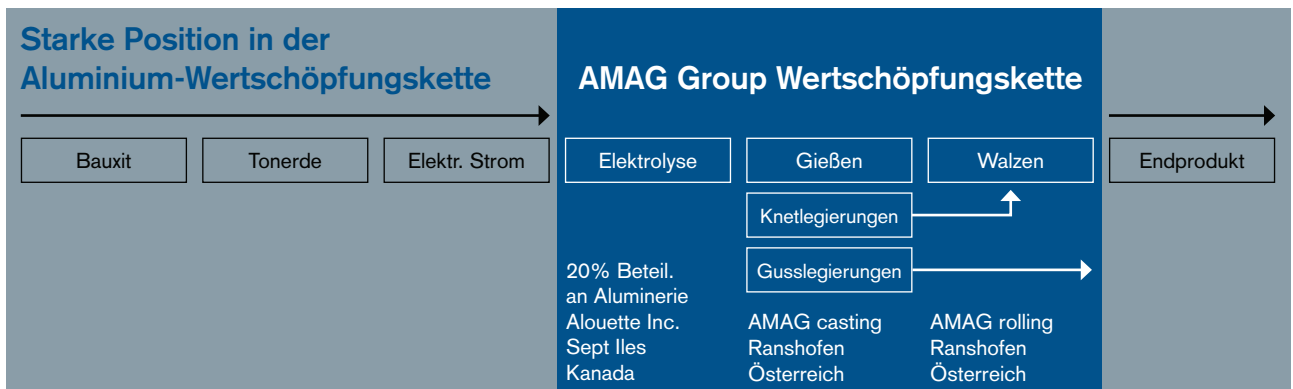 Starke Position in der
Aluminium-Wertschöpfungskette
AMAG Group Wertschöpfungskette
Bauxit
Tonerde
Elektr. Strom
Elektrolyse
Gießen
Walzen
Endprodukt
Knetlegierungen
Gusslegierungen
20% Beteil.
an Aluminerie
Alouette Inc.
Sept Iles
Kanada
AMAG casting
Ranshofen
Österreich
AMAG rolling
Ranshofen
Österreich